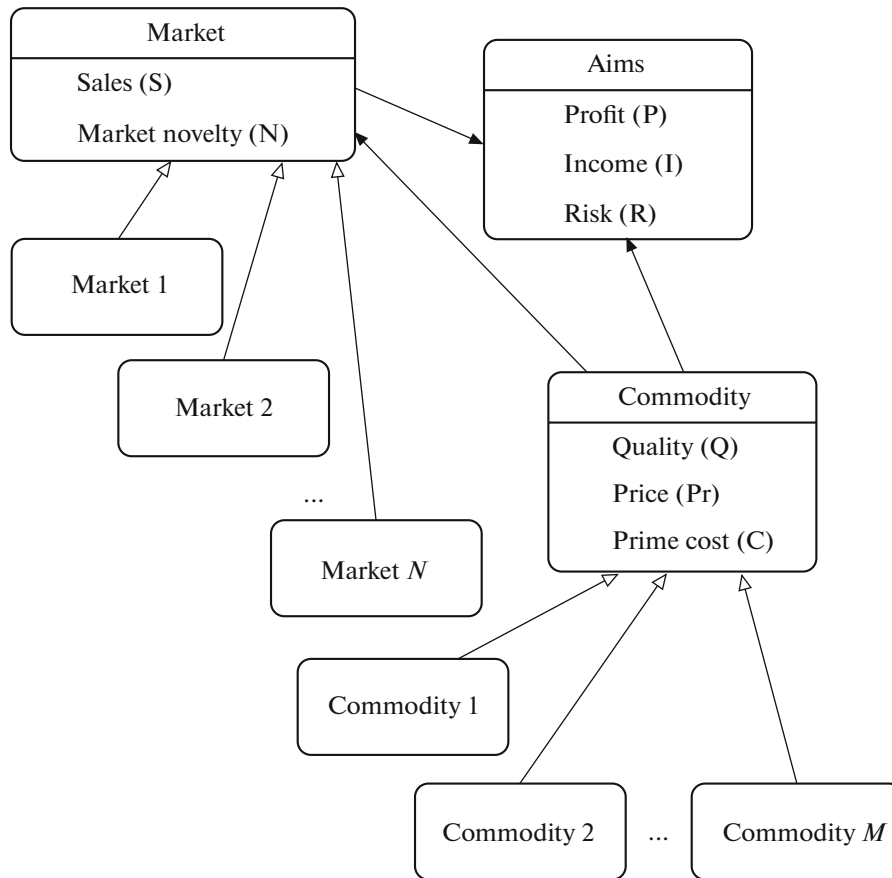 Market
Sales (S)
Market novelty (N)
Aims
Profit (P)
Income (I)
Risk (R)
Market 1
Market 2
...
Market N
Commodity
Quality (Q)
Price (Pr)
Prime cost (C)
Commodity 1
Commodity 2
...
Commodity M